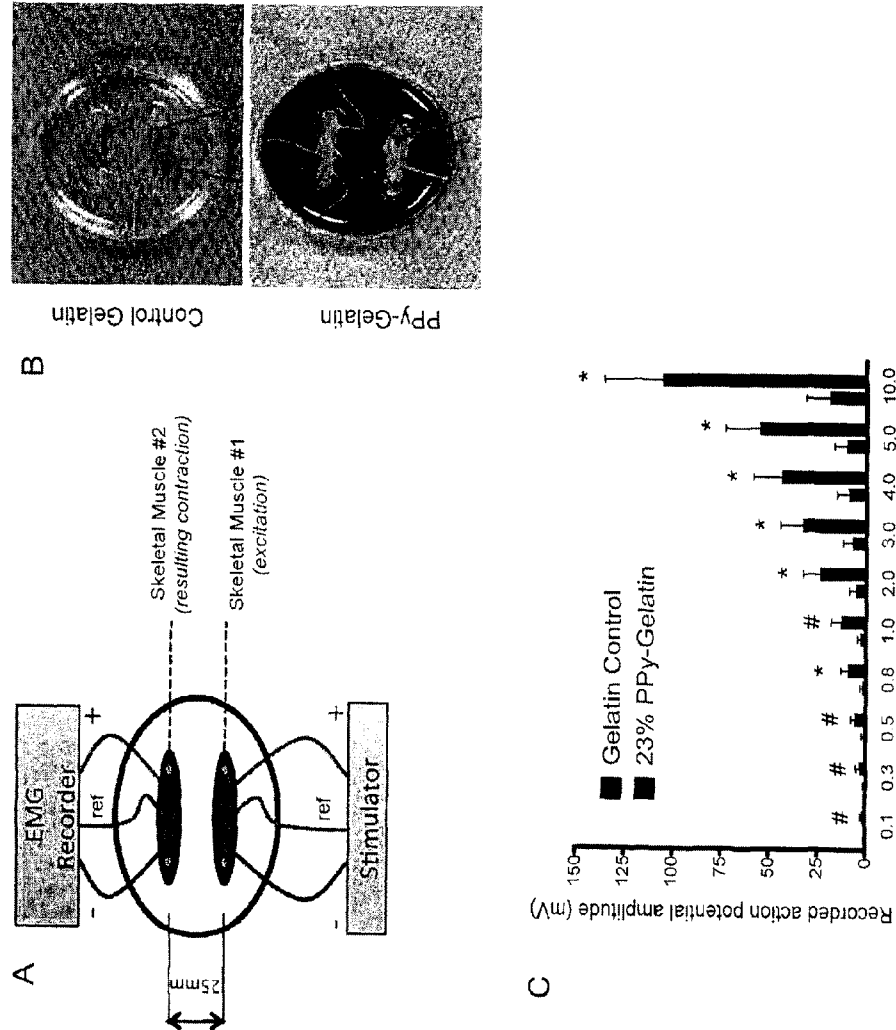 A
EMG
Recorder
-
ref
+
Skeletal Muscle #2
(resulting contraction)
25mm
Skeletal Muscle #1
(excitation)
-
ref
+
Stimulator
B
Control Gelatin
PPy-Gelatin
C
Recorded action potential amplitude (mV)
150
125
100
75
50
25
0
Gelatin Control
23% PPy-Gelatin
# # # * # * * * * *
0.1 0.3 0.5 0.8 1.0 2.0 3.0 4.0 5.0 10.0